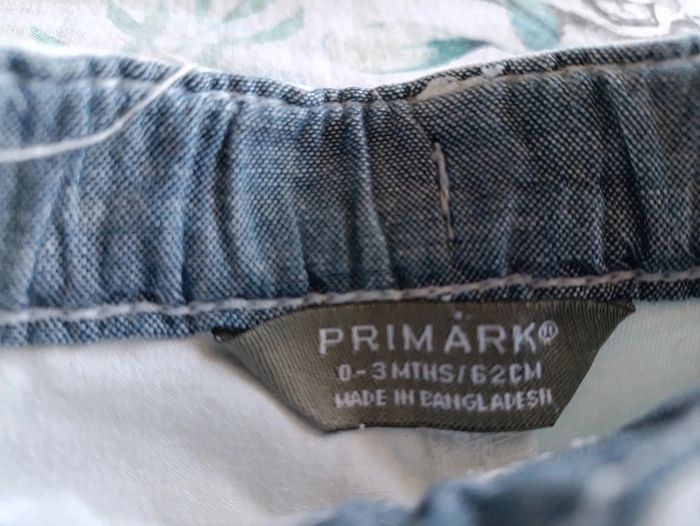 PRIMARK®
0-3 MTHS/62CM
MADE IN BANGLADESH